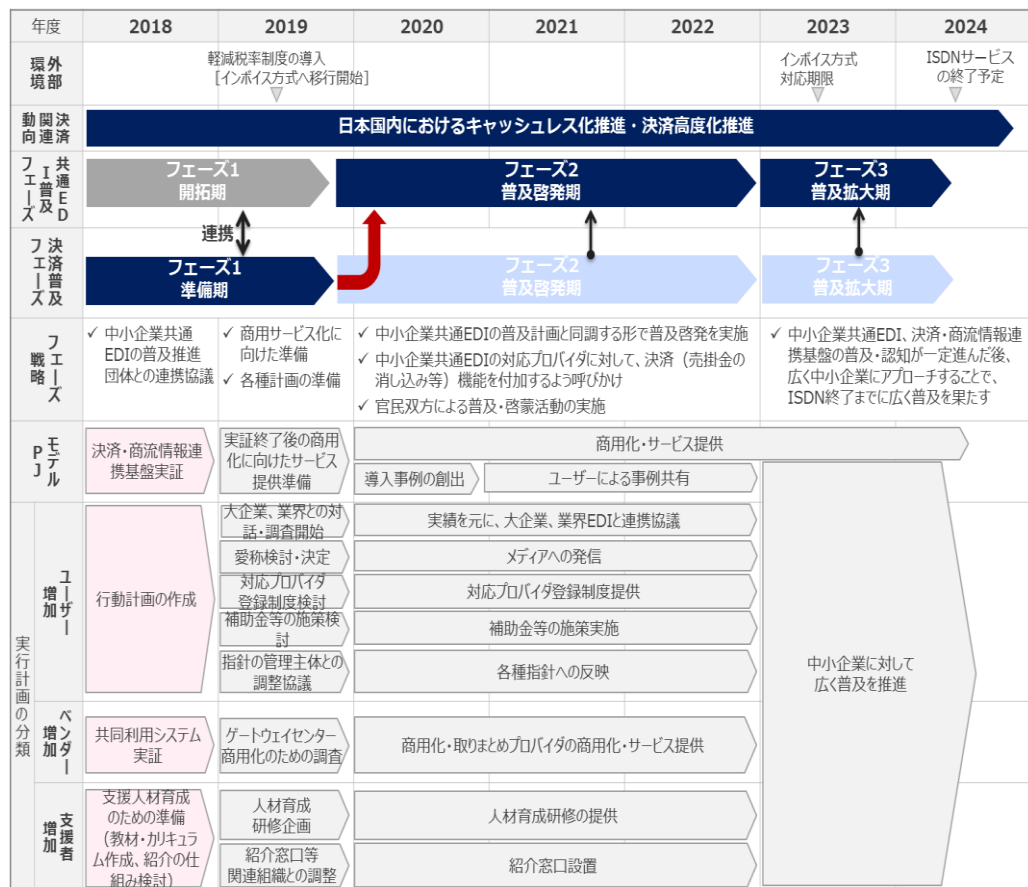 年度
2018
2019
2020
2021
2022
2023
2024
外部
環境
軽減税率制度の導入
[インボイス方式へ移行開始]
インボイス方式
対応期限
ISDNサービス
の終了予定
決済
関連
動向
日本国内におけるキャッシュレス化推進・決済高度化推進
共通ED
I普及
フェーズ
フェーズ1
開拓期
フェーズ2
普及啓発期
フェーズ3
普及拡大期
連携
決済普及
フェーズ
フェーズ1
準備期
フェーズ2
普及啓発期
フェーズ3
普及拡大期
フェーズ
戦略
✓ 中小企業共通
EDIの普及推進
団体との連携協議
✓ 商用サービス化に
向けた準備
✓ 各種計画の準備
✓ 中小企業共通EDIの普及計画と同調する形で普及啓発を実施
✓ 中小企業共通EDIの対応プロバイダに対して、決済（売掛金の
消し込み等）機能を付加するよう呼びかけ
✓ 官民双方による普及・啓蒙活動の実施
✓ 中小企業共通EDI、決済・商流情報連
携基盤の普及・認知が一定進んだ後、
広く中小企業にアプローチすることで、
ISDN終了までに広く普及を果たす
モデル
PJ
決済・商流情報連
携基盤実証
実証終了後の商用
化に向けたサービス
提供準備
商用化・サービス提供
導入事例の創出
ユーザーによる事例共有
実行計画の分類
ユーザー
増加
行動計画の作成
大企業、業界との対
話・調査開始
実績を元に、大企業、業界EDIと連携協議
愛称検討・決定
メディアへの発信
対応プロバイダ
登録制度検討
対応プロバイダ登録制度提供
補助金等の施策検
討
補助金等の施策実施
指針の管理主体との
調整協議
各種指針への反映
中小企業に対して
広く普及を推進
ベンダー
増加
共同利用システム
実証
ゲートウェイセンター
商用化のための調査
商用化・取りまとめプロバイダの商用化・サービス提供
支援者
増加
支援人材育成
のための準備
（教材・カリキュラ
ム作成、紹介の仕
組み検討）
人材育成
研修企画
人材育成研修の提供
紹介窓口等
関連組織との調整
紹介窓口設置